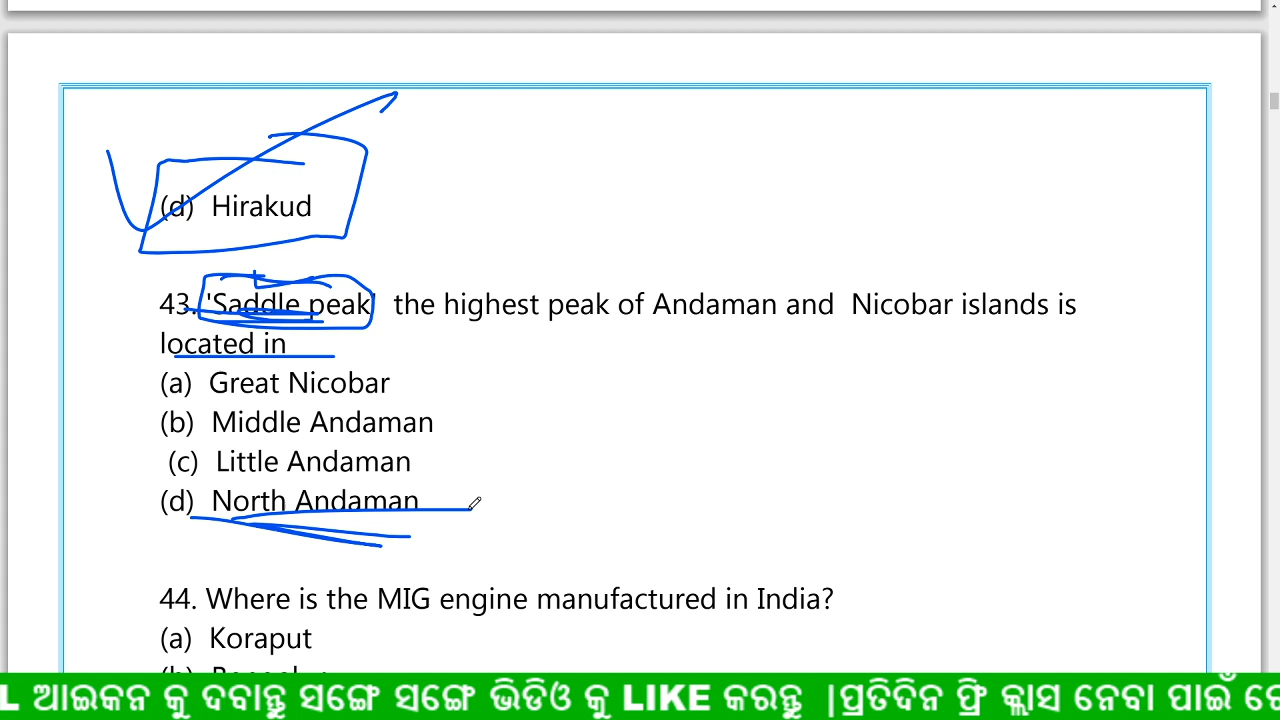 (d) Hirakud
43. 'Saddle peak' the highest peak of Andaman and Nicobar islands is
located in
(a) Great Nicobar
(b) Middle Andaman
(c) Little Andaman
(d) North Andaman
44. Where is the MIG engine manufactured in India?
(a) Koraput
L ଆଇକନ କୁ ଦବାନ୍ତୁ ସଙ୍ଗେ ସଙ୍ଗେ ଭିଡିଓ କୁ LIKE କରନ୍ତୁ |ପ୍ରତିଦିନ ଫ୍ରି କ୍ଲାସ ନେବା ପାଇଁ